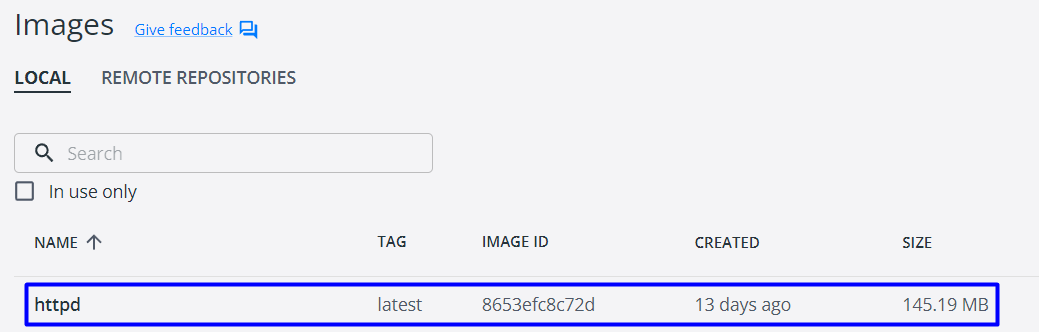 Images Give feedback
LOCAL REMOTE REPOSITORIES
Search
In use only
NAME TAG IMAGE ID CREATED SIZE
httpd latest 8653efc8c72d 13 days ago 145.19 MB